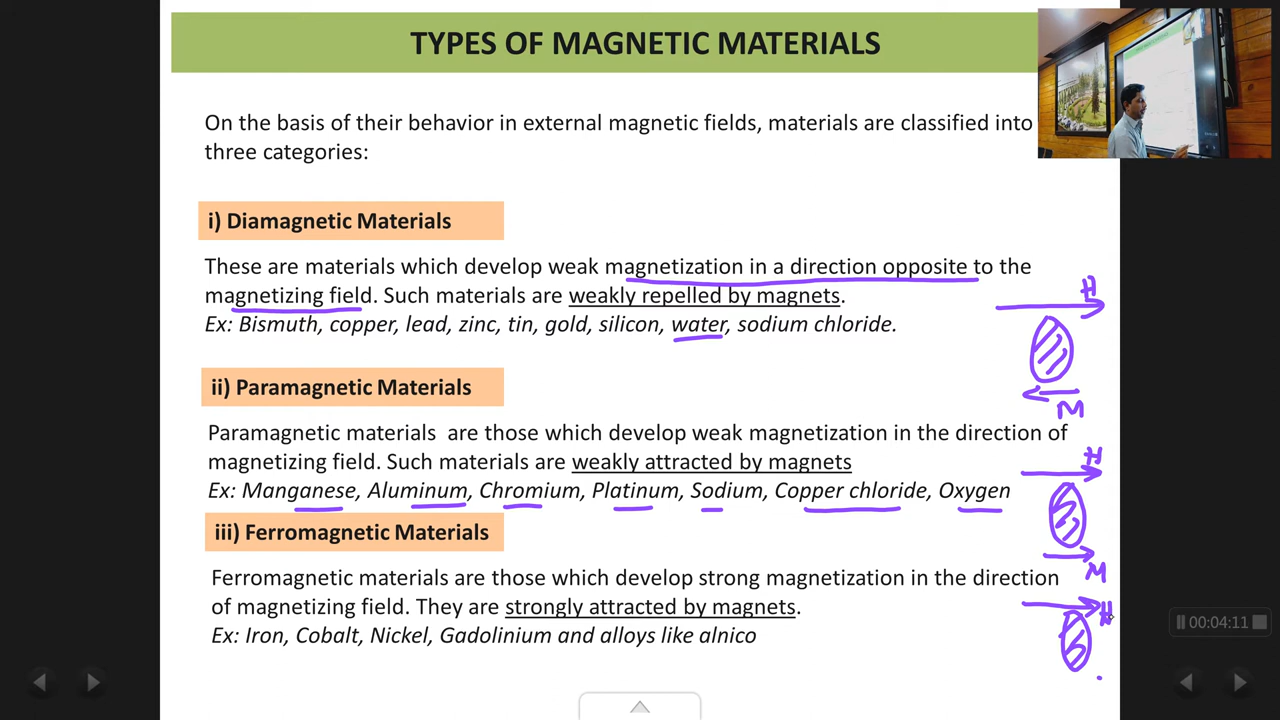 TYPES OF MAGNETIC MATERIALS
On the basis of their behavior in external magnetic fields, materials are classified into
three categories:
i) Diamagnetic Materials
These are materials which develop weak magnetization in a direction opposite to the
magnetizing field. Such materials are weakly repelled by magnets.
Ex: Bismuth, copper, lead, zinc, tin, gold, silicon, water, sodium chloride.
H
M
ii) Paramagnetic Materials
Paramagnetic materials  are those which develop weak magnetization in the direction of
magnetizing field. Such materials are weakly attracted by magnets
Ex: Manganese, Aluminum, Chromium, Platinum, Sodium, Copper chloride, Oxygen
H
M
iii) Ferromagnetic Materials
Ferromagnetic materials are those which develop strong magnetization in the direction
of magnetizing field. They are strongly attracted by magnets.
Ex: Iron, Cobalt, Nickel, Gadolinium and alloys like alnico
H
00:04:11